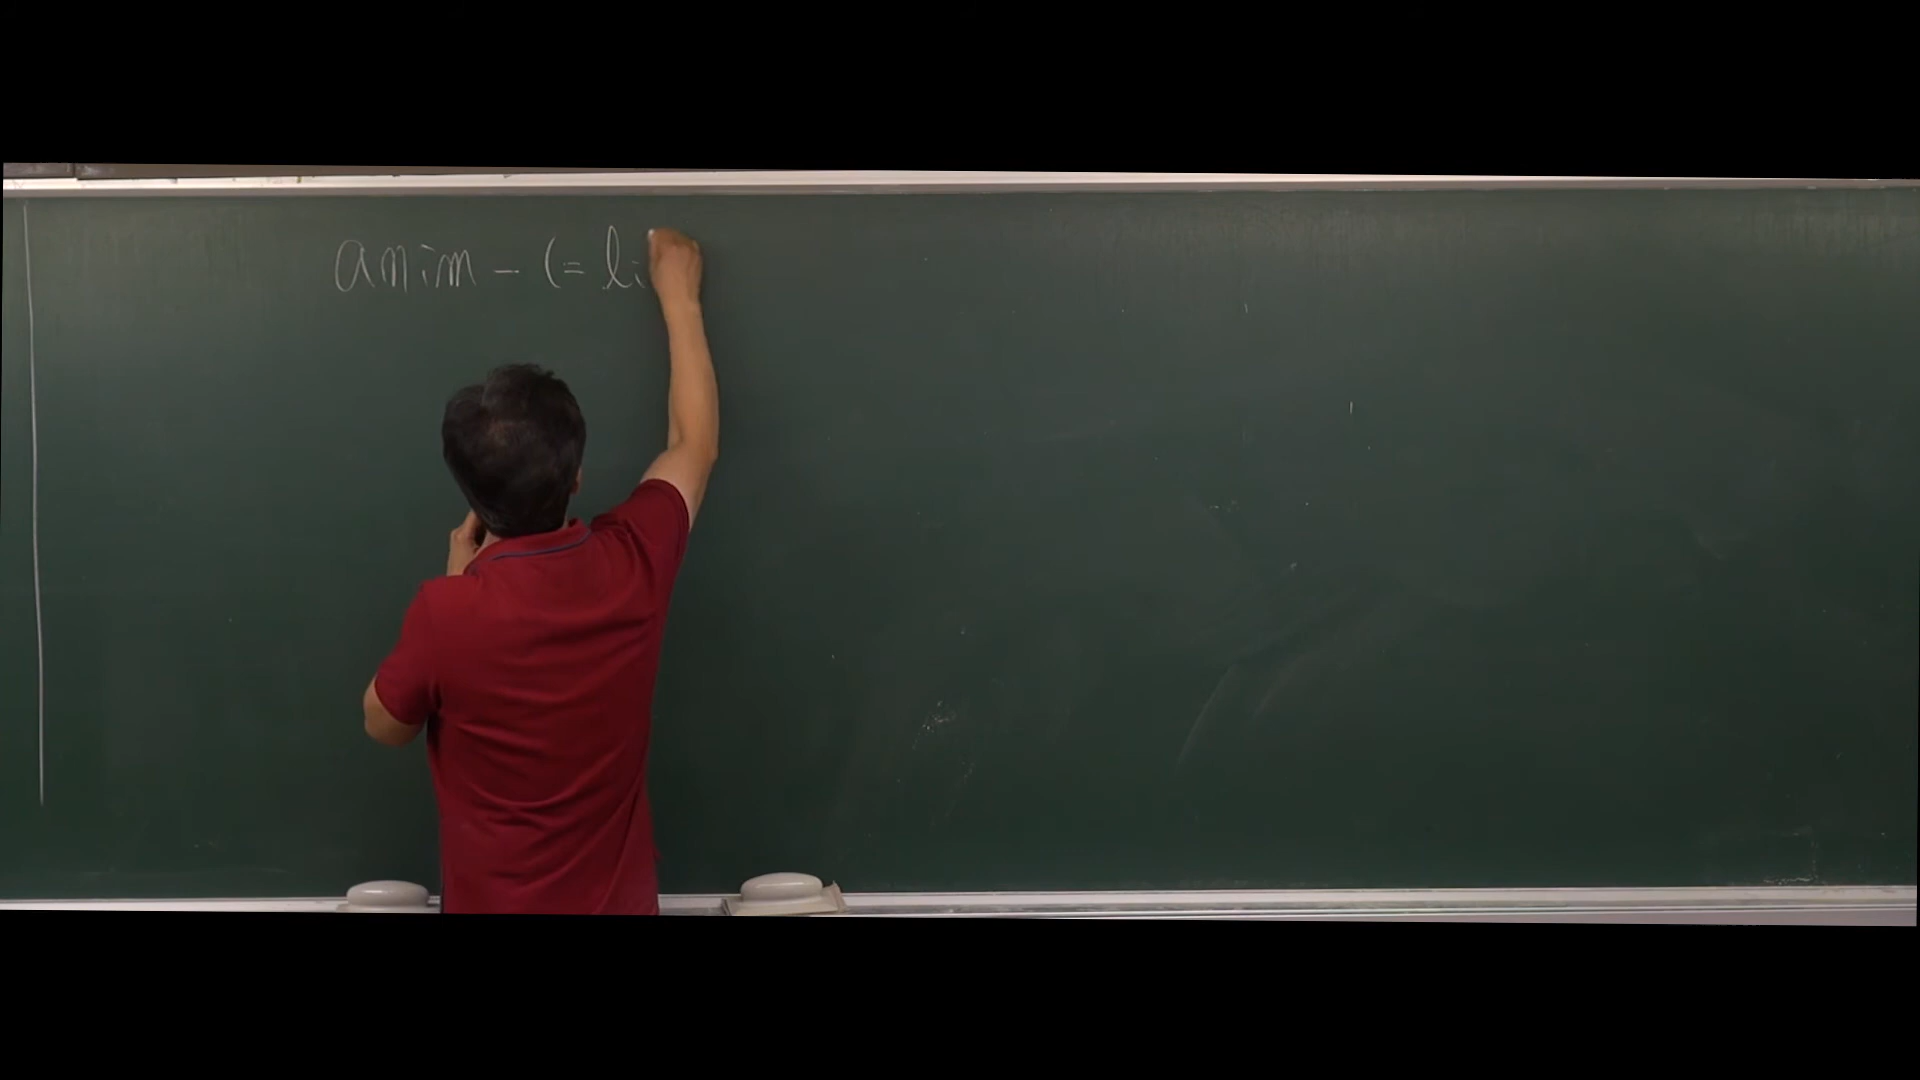 anim - (= li